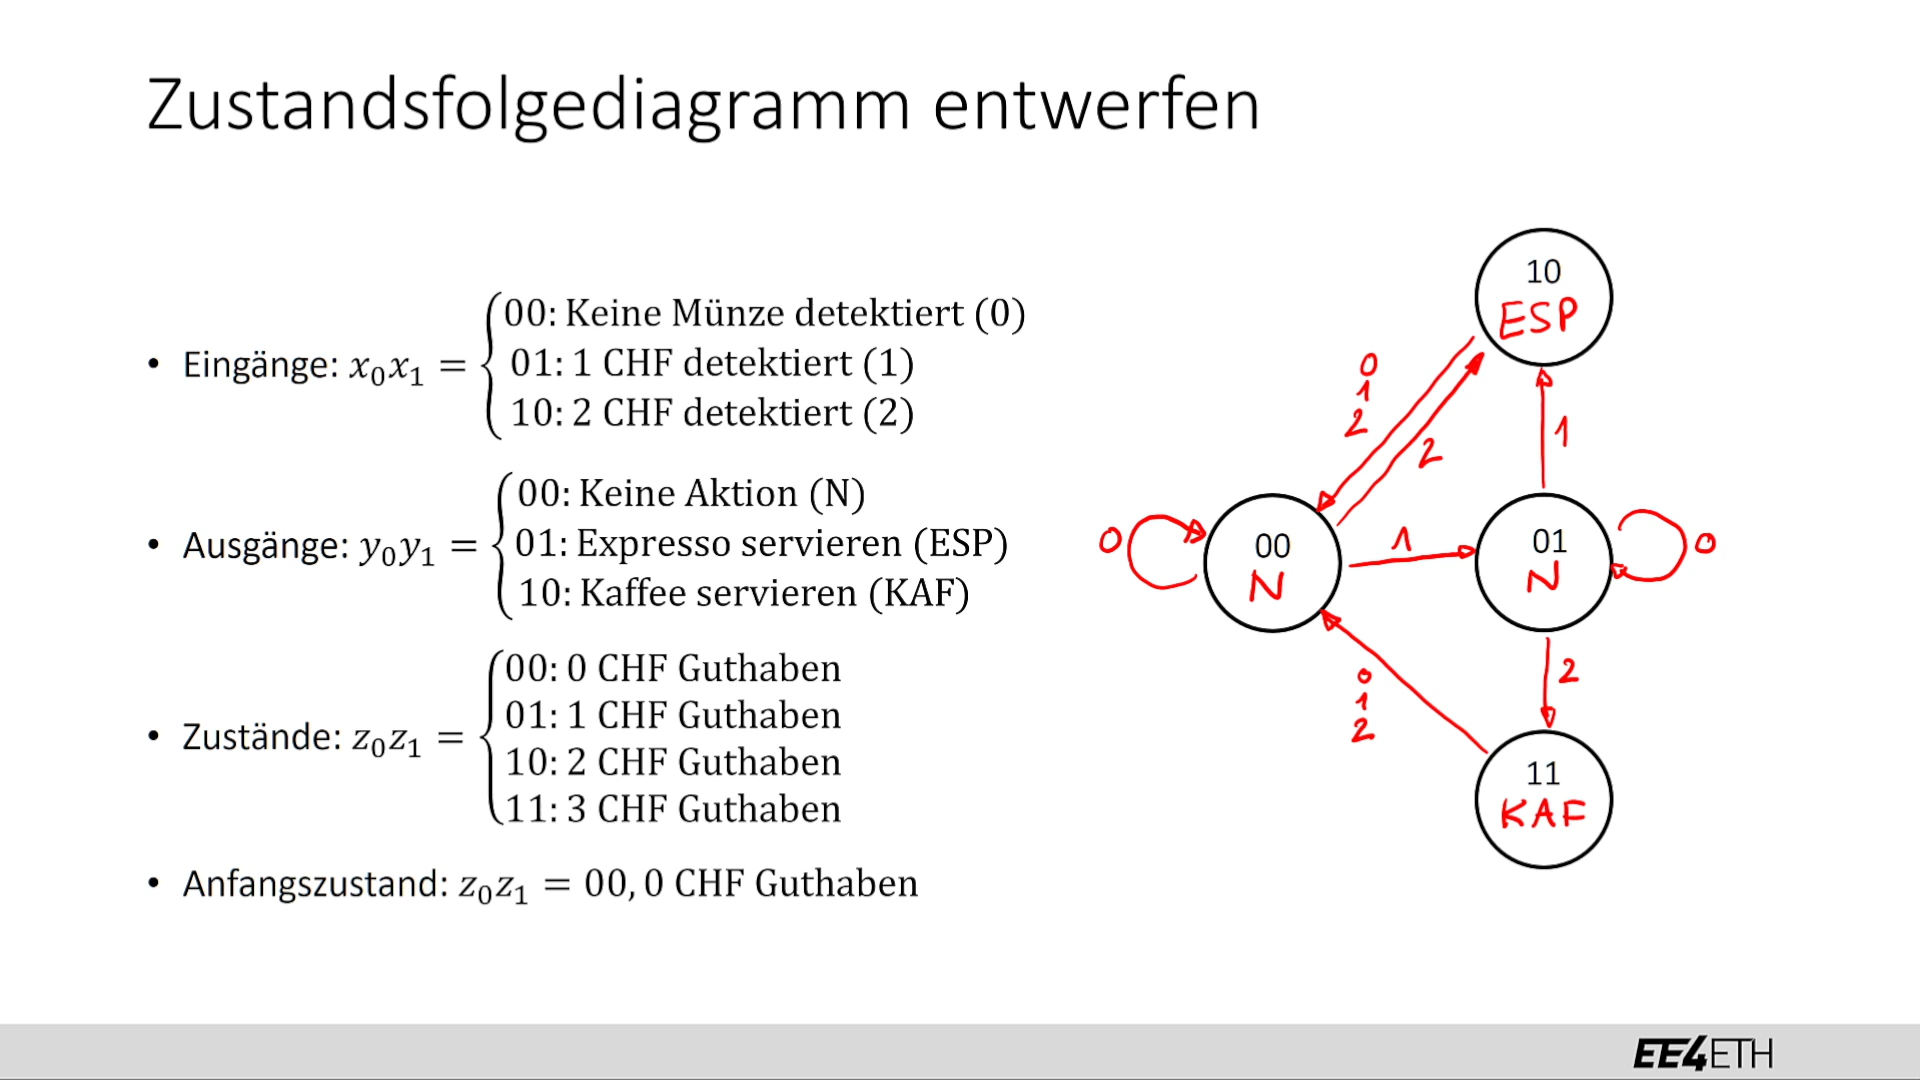 Zustandsfolgediagramm entwerfen
• Eingänge: x₀x₁ = { 00: Keine Münze detektiert (0)
01: 1 CHF detektiert (1)
10: 2 CHF detektiert (2)
• Ausgänge: y₀y₁ = { 00: Keine Aktion (N)
01: Expresso servieren (ESP)
10: Kaffee servieren (KAF)
• Zustände: z₀z₁ = { 00: 0 CHF Guthaben
01: 1 CHF Guthaben
10: 2 CHF Guthaben
11: 3 CHF Guthaben
• Anfangszustand: z₀z₁ = 00, 0 CHF Guthaben
10
ESP
0
1
2
2
1
0
00
N
1
01
N
0
0
1
2
2
11
KAF
EE4ETH